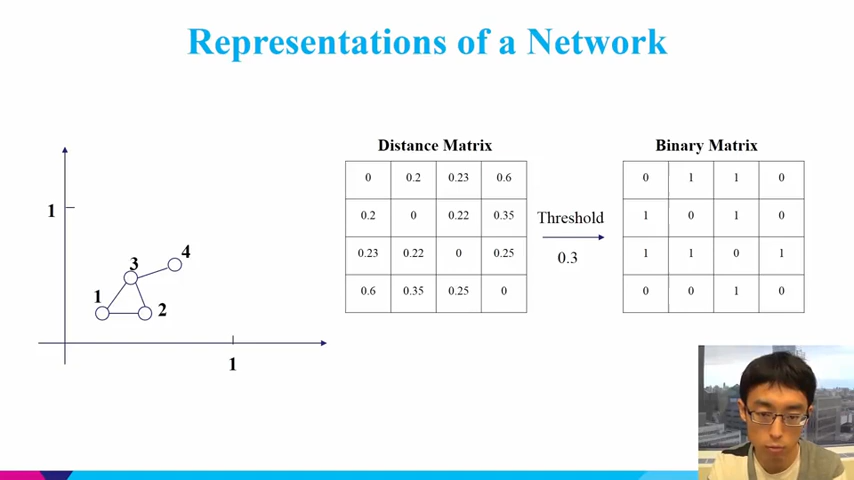 Representations of a Network
1
1
1
2
3
4
Distance Matrix
0 0.2 0.23 0.6
0.2 0 0.22 0.35
0.23 0.22 0 0.25
0.6 0.35 0.25 0
Threshold
0.3
Binary Matrix
0 1 1 0
1 0 1 0
1 1 0 1
0 0 1 0